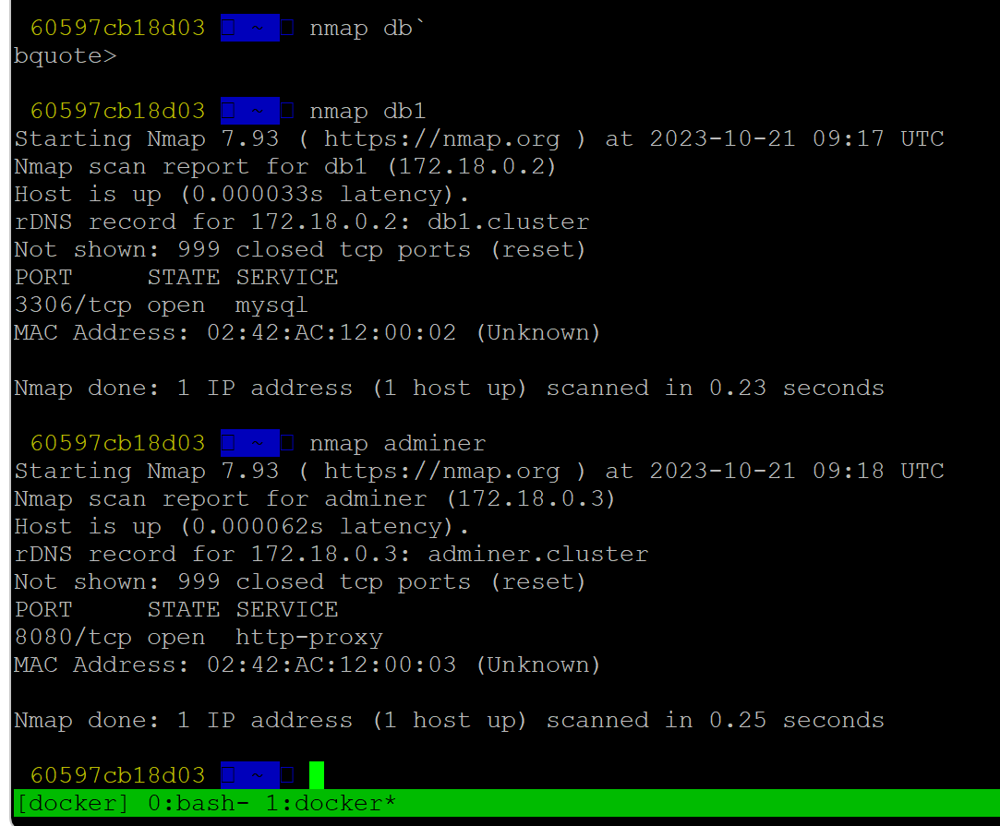 60597cb18d03 ~ nmap db`
bquote>
60597cb18d03 ~ nmap db1
Starting Nmap 7.93 ( https://nmap.org ) at 2023-10-21 09:17 UTC
Nmap scan report for db1 (172.18.0.2)
Host is up (0.000033s latency).
rDNS record for 172.18.0.2: db1.cluster
Not shown: 999 closed tcp ports (reset)
PORT     STATE SERVICE
3306/tcp open  mysql
MAC Address: 02:42:AC:12:00:02 (Unknown)
Nmap done: 1 IP address (1 host up) scanned in 0.23 seconds
60597cb18d03 ~ nmap adminer
Starting Nmap 7.93 ( https://nmap.org ) at 2023-10-21 09:18 UTC
Nmap scan report for adminer (172.18.0.3)
Host is up (0.000062s latency).
rDNS record for 172.18.0.3: adminer.cluster
Not shown: 999 closed tcp ports (reset)
PORT     STATE SERVICE
8080/tcp open  http-proxy
MAC Address: 02:42:AC:12:00:03 (Unknown)
Nmap done: 1 IP address (1 host up) scanned in 0.25 seconds
60597cb18d03 ~
[docker] 0:bash- 1:docker*